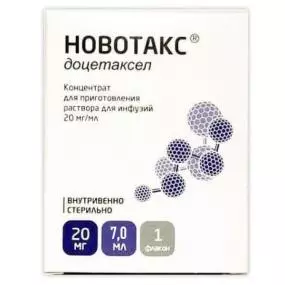 НОВОТАКС®
доцетаксел
Концентрат
для приготовления
раствора для инфузий
20 мг/мл
ВНУТРИВЕННО
СТЕРИЛЬНО
20 МГ
7,0 МЛ
1 флакон